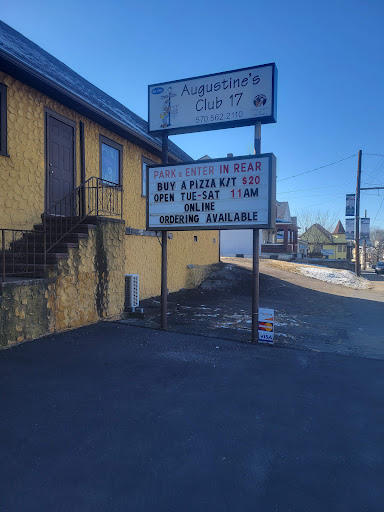 Augustine's
Club 17
570.562.2110
PARK & ENTER IN REAR
BUY A PIZZA K/T $20
OPEN TUE-SAT 11AM
ONLINE
ORDERING AVAILABLE
VISA